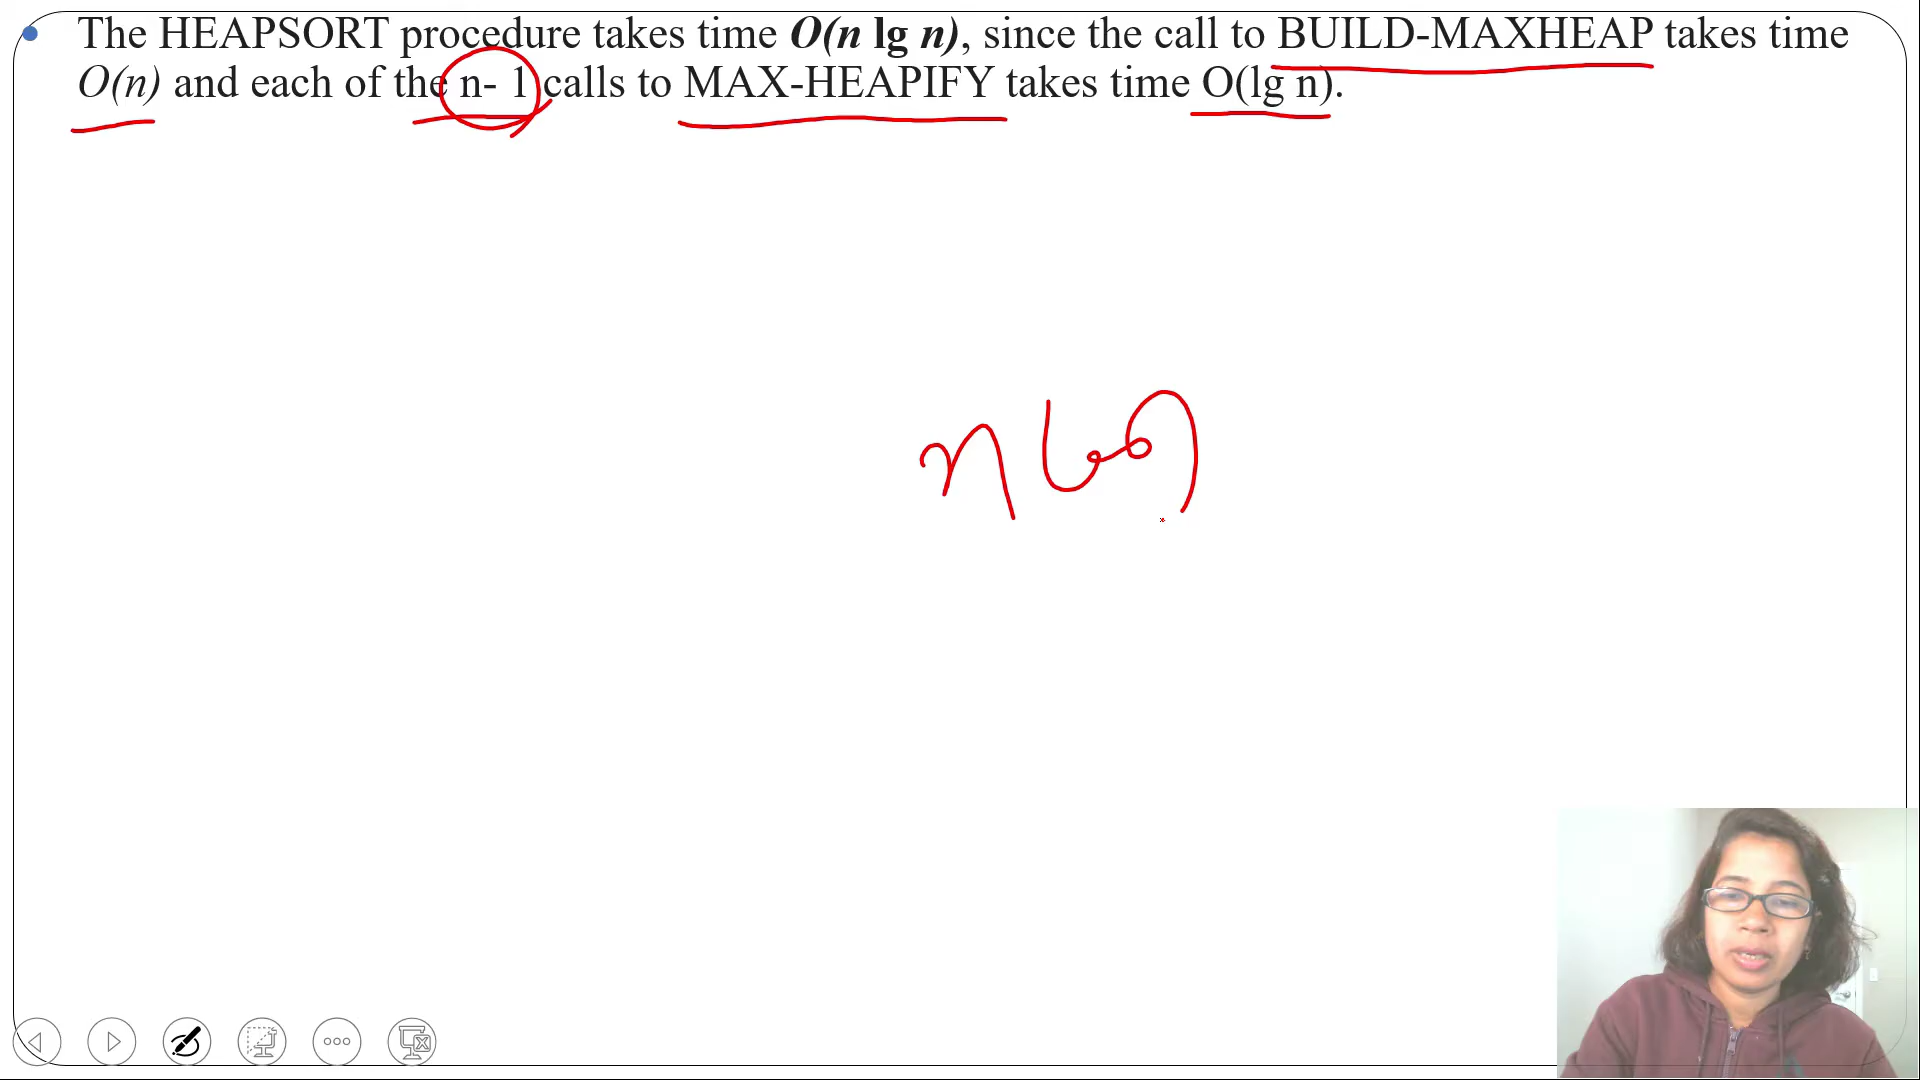 The HEAPSORT procedure takes time O(n lg n), since the call to BUILD-MAXHEAP takes time
O(n) and each of the n- 1 calls to MAX-HEAPIFY takes time O(lg n).